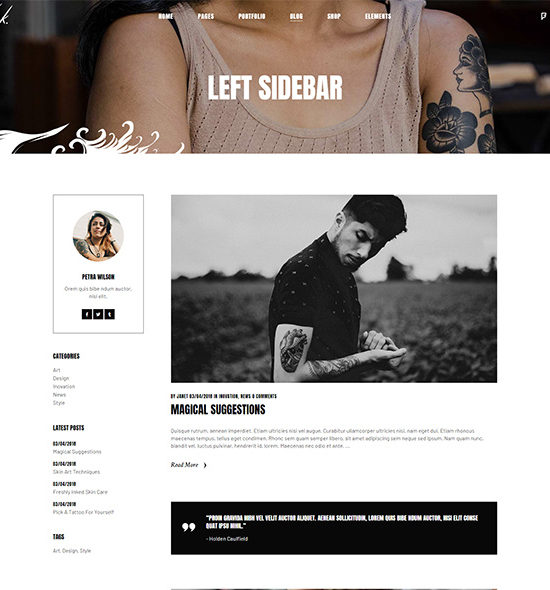 k.
HOME PAGES PORTFOLIO BLOG SHOP ELEMENTS
LEFT SIDEBAR
PETRA WILSON
Orem quis bibe ndum auctor,
nisi elit.
CATEGORIES
Art
Design
Inovation
News
Style
LATEST POSTS
03/04/2018
Magical Suggestions
03/04/2018
Skin Art Techniques
03/04/2018
Freshly Inked Skin Care
03/04/2018
Pick A Tattoo For Yourself
TAGS
Art, Design, Style
BY JANET 03/04/2018 IN INOVATION, NEWS 0 COMMENTS
MAGICAL SUGGESTIONS
Quisque rutrum, aenean imperdiet. Etiam ultricies nisi vel augue. Curabitur ullamcorper ultricies nisi, nam eget dui. Etiam rhoncus
maecenas tempus, tellus eget condimen. Rhonc sem quam semper libero, sit amet adipiscing sem neque sed ipsum. Nam quam nunc,
blandit vel, luctus pulvinar, hendrerit id, lorem. Maecenas nec odio et ante. ...
Read More
"PROIN GRAVIDA NIBH VEL VELIT AUCTOR ALIQUET. AENEAN SOLLICITUDIN, LOREM QUIS BIBE NDUM AUCTOR, NISI ELIT CONSE
QUAT IPSU NIHIL."
- Holden Caulfield